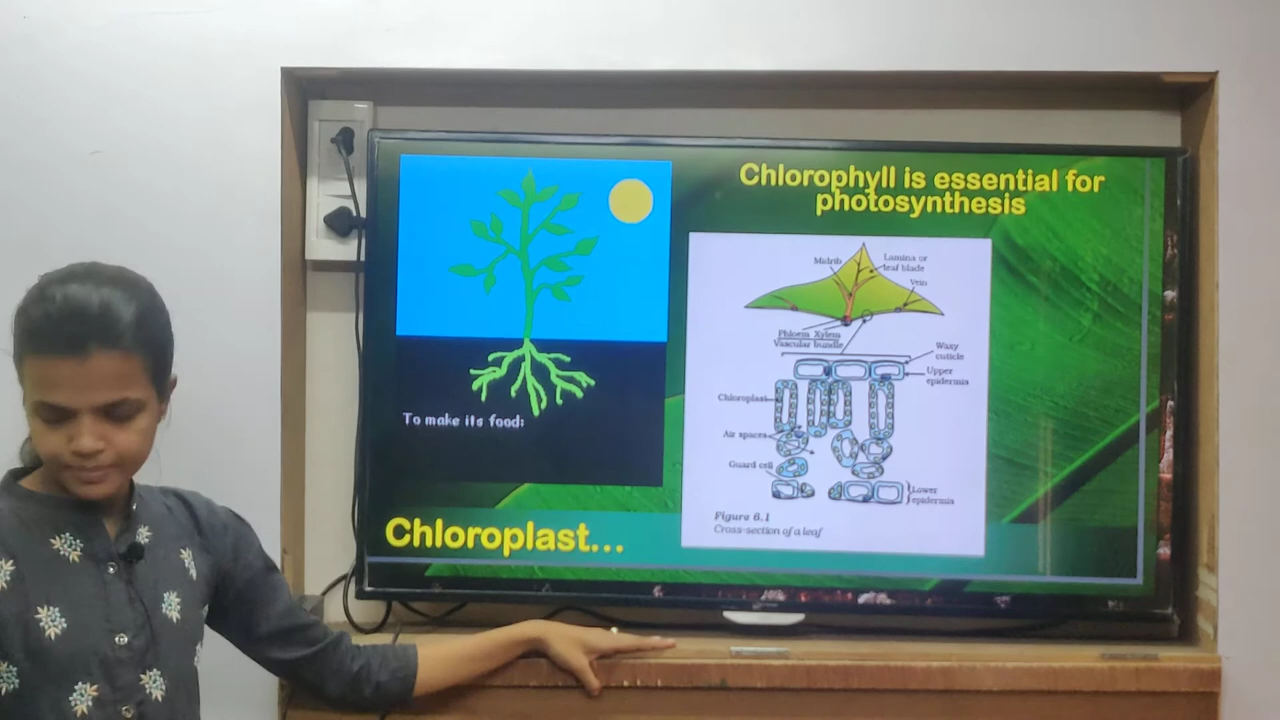 Chlorophyll is essential for
photosynthesis
Midrib
Lamina or
leaf blade
Vein
Phloem Xylem
Vascular bundle
Waxy
cuticle
Upper
epidermis
Chloroplast
Air spaces
Guard cell
Lower
epidermis
Figure 6.1
Cross-section of a leaf
To make its food:
Chloroplast...